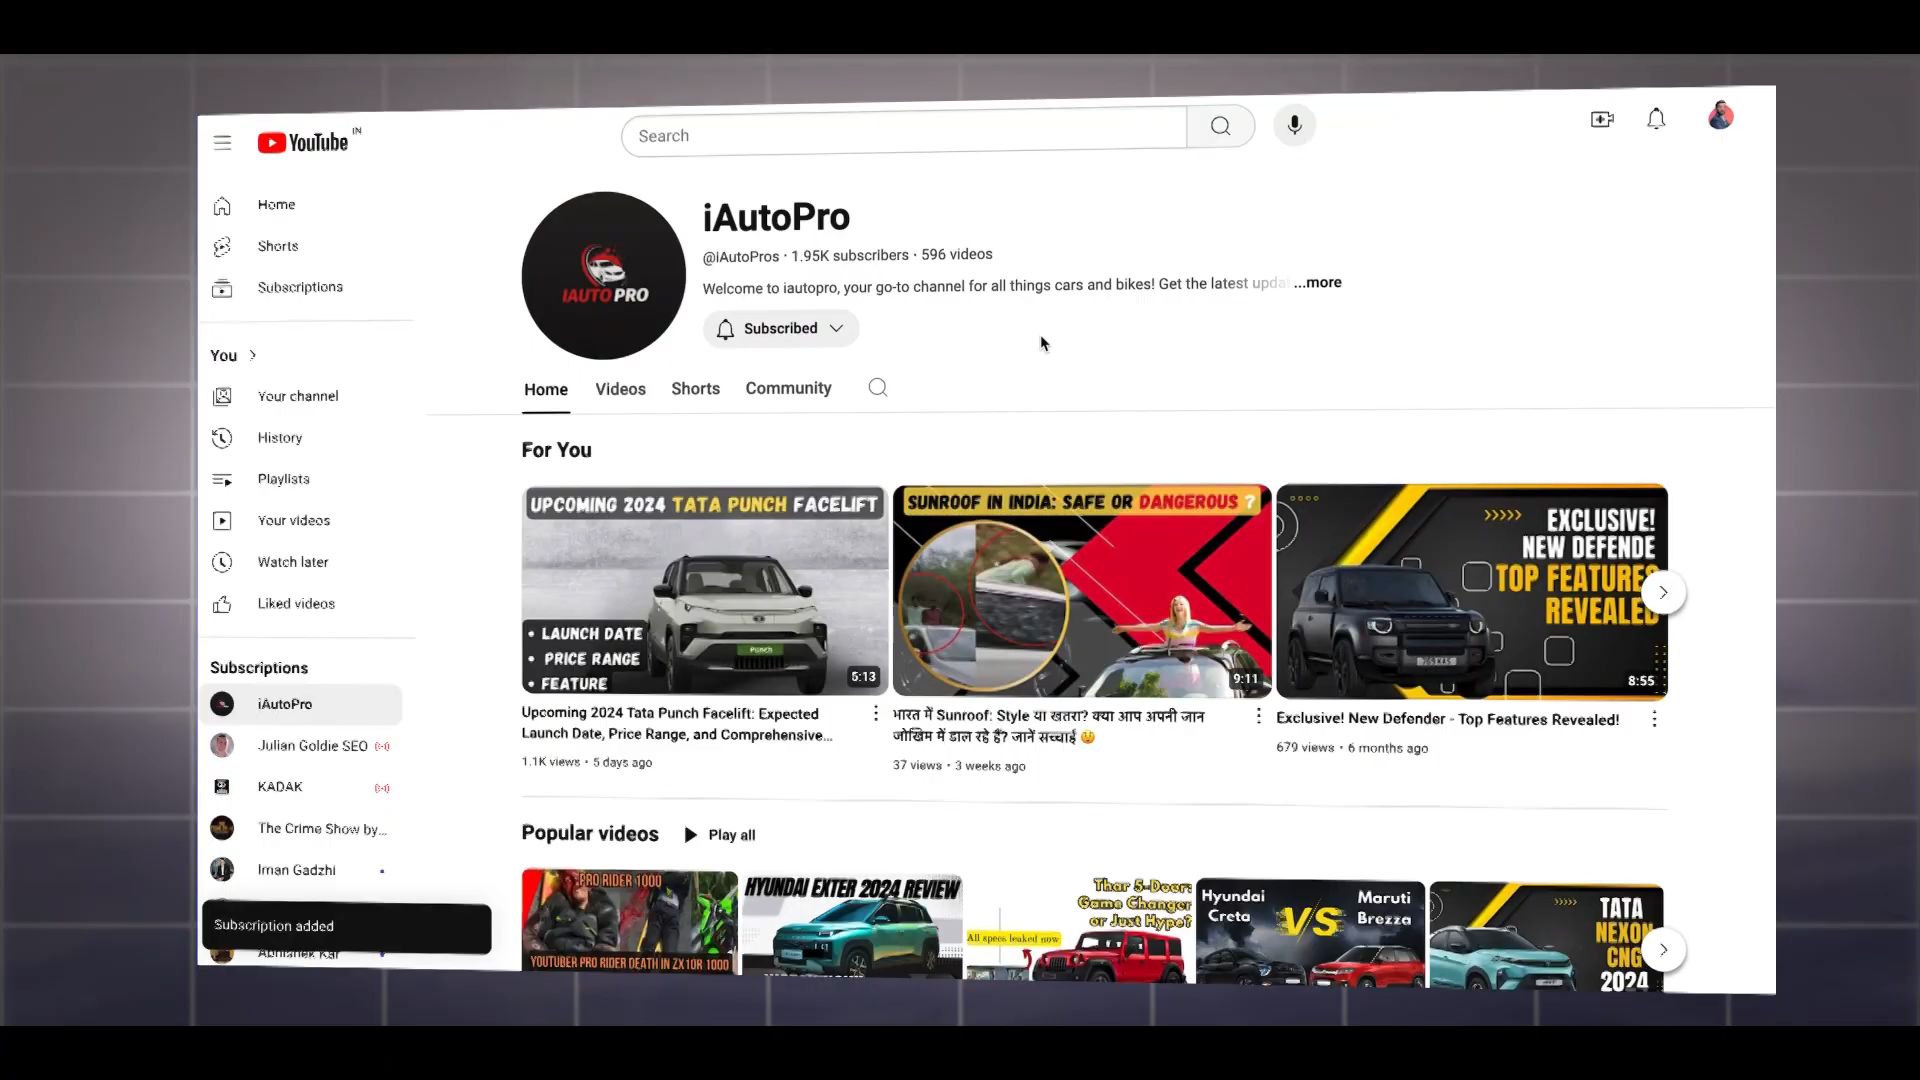 YouTube IN
Search
Home
Shorts
Subscriptions
You
Your channel
History
Playlists
Your videos
Watch later
Liked videos
Subscriptions
iAutoPro
Julian Goldie SEO
KADAK
The Crime Show by...
Iman Gadzhi
Subscription added
IAUTO PRO
iAutoPro
@iAutoPros · 1.95K subscribers · 596 videos
Welcome to iautopro, your go-to channel for all things cars and bikes! Get the latest upda ...more
Subscribed
Home Videos Shorts Community
For You
UPCOMING 2024 TATA PUNCH FACELIFT
• LAUNCH DATE
• PRICE RANGE
• FEATURE
Punch
5:13
Upcoming 2024 Tata Punch Facelift: Expected
Launch Date, Price Range, and Comprehensive...
1.1K views • 5 days ago
SUNROOF IN INDIA: SAFE OR DANGEROUS ?
9:11
भारत में Sunroof: Style या खतरा? क्या आप अपनी जान
जोखिम में डाल रहे हैं? जानें सच्चाई 😲
37 views • 3 weeks ago
EXCLUSIVE!
NEW DEFENDE
TOP FEATURES
REVEALED
8:55
Exclusive! New Defender - Top Features Revealed!
679 views • 6 months ago
Popular videos Play all
PRO RIDER 1000
YOUTUBER PRO RIDER DEATH IN ZX10R 1000
HYUNDAI EXTER 2024 REVIEW
Thar 5-Door:
Game Changer
or Just Hype?
All specs leaked now
Hyundai
Creta
VS
Maruti
Brezza
TATA
NEXON
CNG
2024